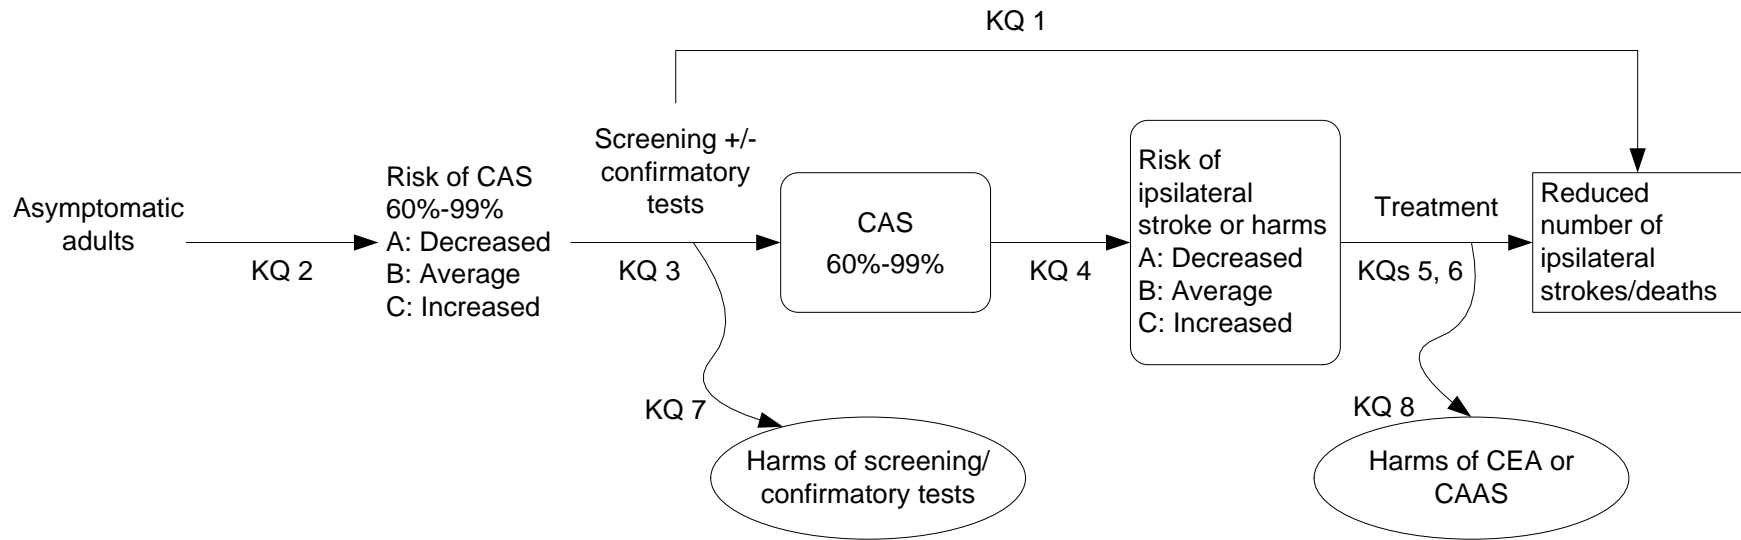 KQ 1
Asymptomatic
adults
KQ 2
Risk of CAS
60%-99%
A: Decreased
B: Average
C: Increased
Screening +/-
confirmatory
tests
KQ 3
CAS
60%-99%
KQ 4
Risk of
ipsilateral
stroke or harms
A: Decreased
B: Average
C: Increased
Treatment
KQs 5, 6
Reduced
number of
ipsilateral
strokes/deaths
KQ 7
Harms of screening/
confirmatory tests
KQ 8
Harms of CEA or
CAAS